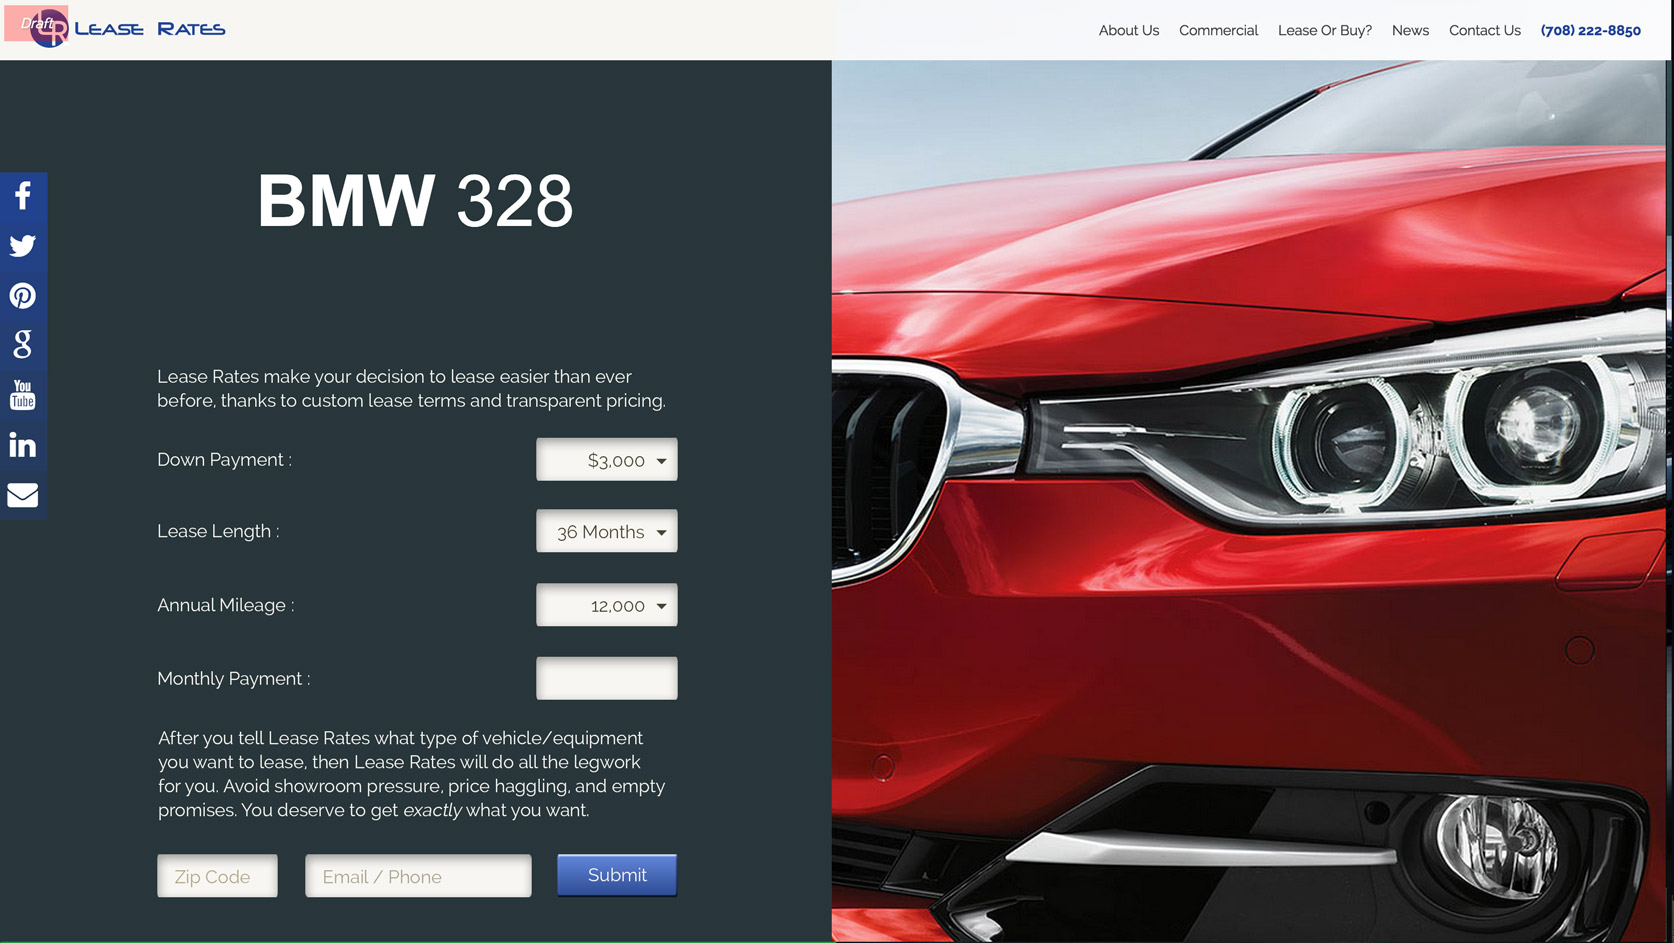 Draft
LR
LEASE RATES
About Us Commercial Lease Or Buy? News Contact Us (708) 222-8850
BMW 328
Lease Rates make your decision to lease easier than ever
before, thanks to custom lease terms and transparent pricing.
Down Payment : $3,000
Lease Length : 36 Months
Annual Mileage : 12,000
Monthly Payment :
You
Tube
in
After you tell Lease Rates what type of vehicle/equipment
you want to lease, then Lease Rates will do all the legwork
for you. Avoid showroom pressure, price haggling, and empty
promises. You deserve to get exactly what you want.
Zip Code Email / Phone Submit